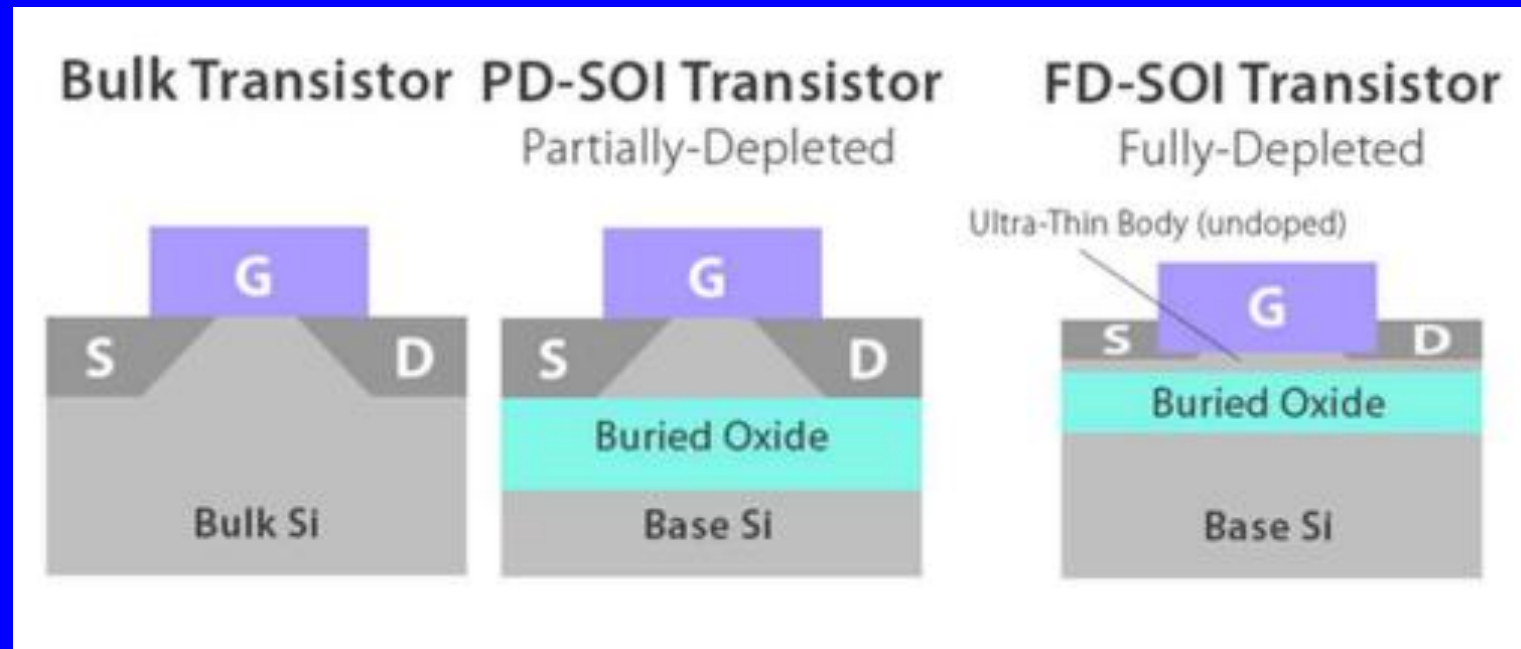 Bulk Transistor
G
S
D
Bulk Si
PD-SOI Transistor
Partially-Depleted
G
S
D
Buried Oxide
Base Si
FD-SOI Transistor
Fully-Depleted
Ultra-Thin Body (undoped)
G
S
D
Buried Oxide
Base Si